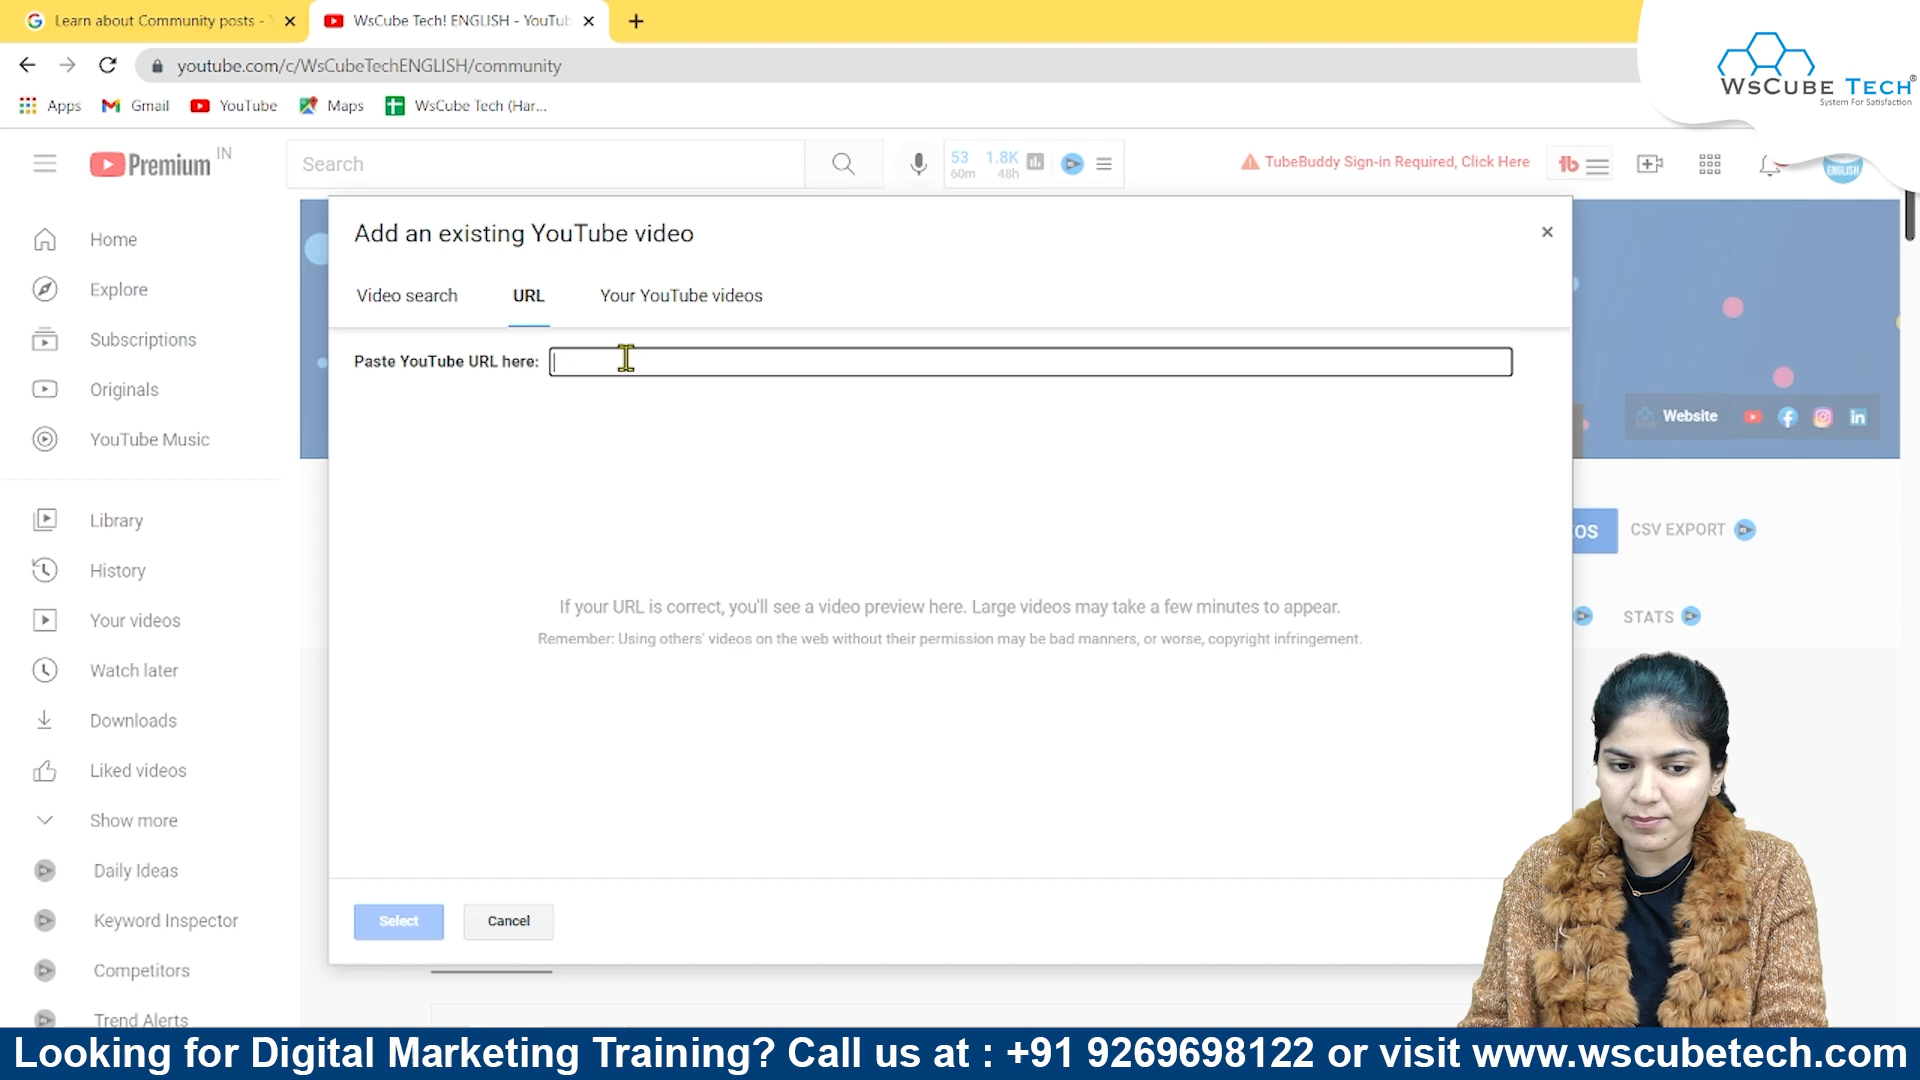 Learn about Community posts -
WsCube Tech! ENGLISH - YouTub
youtube.com/c/WsCubeTechENGLISH/community
Apps
Gmail
YouTube
Maps
WsCube Tech (Har...
WsCube Tech®
System For Satisfaction
Premium IN
Search
53
60m
1.8K
48h
TubeBuddy Sign-in Required, Click Here
tb
ENGLISH
Home
Explore
Subscriptions
Originals
YouTube Music
Library
History
Your videos
Watch later
Downloads
Liked videos
Show more
Daily Ideas
Keyword Inspector
Competitors
Trend Alerts
Add an existing YouTube video
×
Video search
URL
Your YouTube videos
Paste YouTube URL here:
If your URL is correct, you'll see a video preview here. Large videos may take a few minutes to appear.
Remember: Using others' videos on the web without their permission may be bad manners, or worse, copyright infringement.
Select
Cancel
Website
OS
CSV EXPORT
STATS
Looking for Digital Marketing Training? Call us at : +91 9269698122 or visit www.wscubetech.com